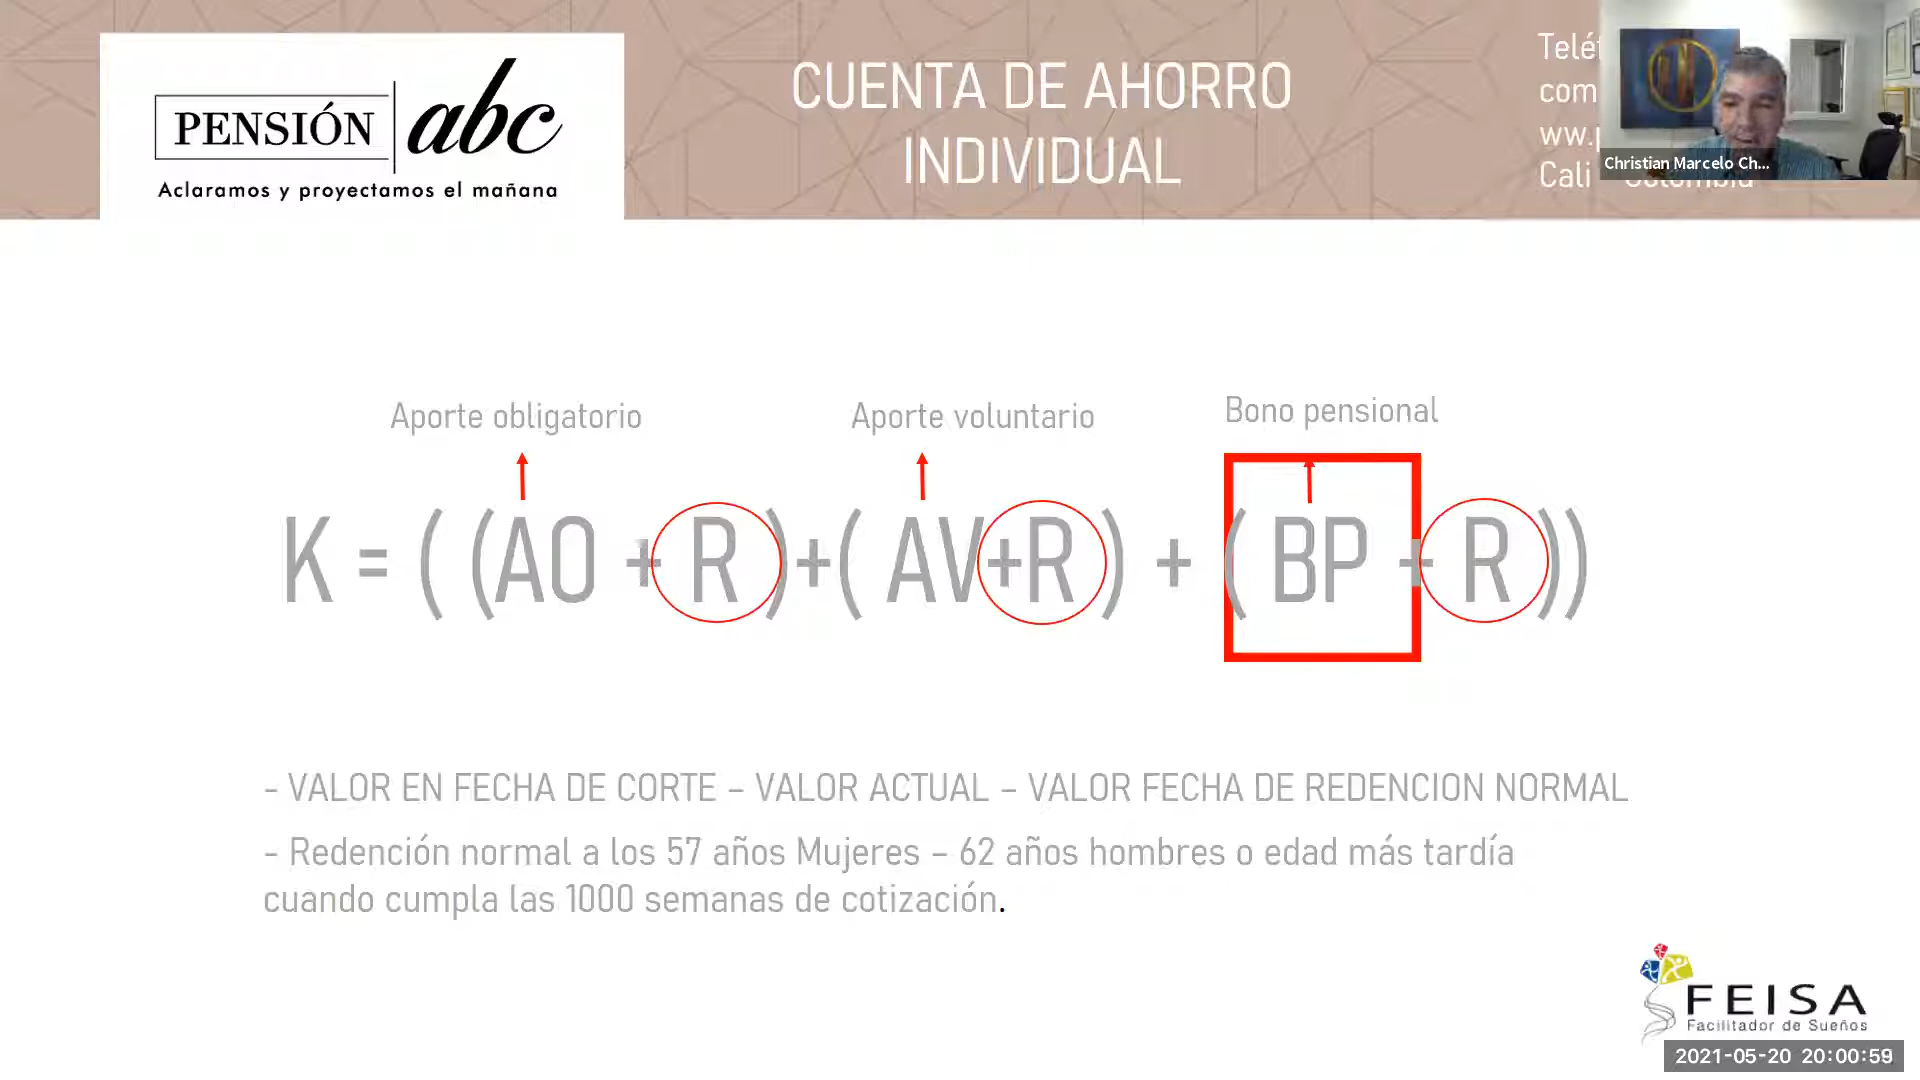 PENSIÓN abc
Aclaramos y proyectamos el mañana
CUENTA DE AHORRO
INDIVIDUAL
Cali
Christian Marcelo Ch...
Aporte obligatorio
Aporte voluntario
Bono pensional
K = ( (AO + R )+( AV+R ) + ( BP + R ))
- VALOR EN FECHA DE CORTE – VALOR ACTUAL – VALOR FECHA DE REDENCION NORMAL
- Redención normal a los 57 años Mujeres – 62 años hombres o edad más tardía
cuando cumpla las 1000 semanas de cotización.
FEISA
Facilitador de Sueños
2021-05-20 20:00:59